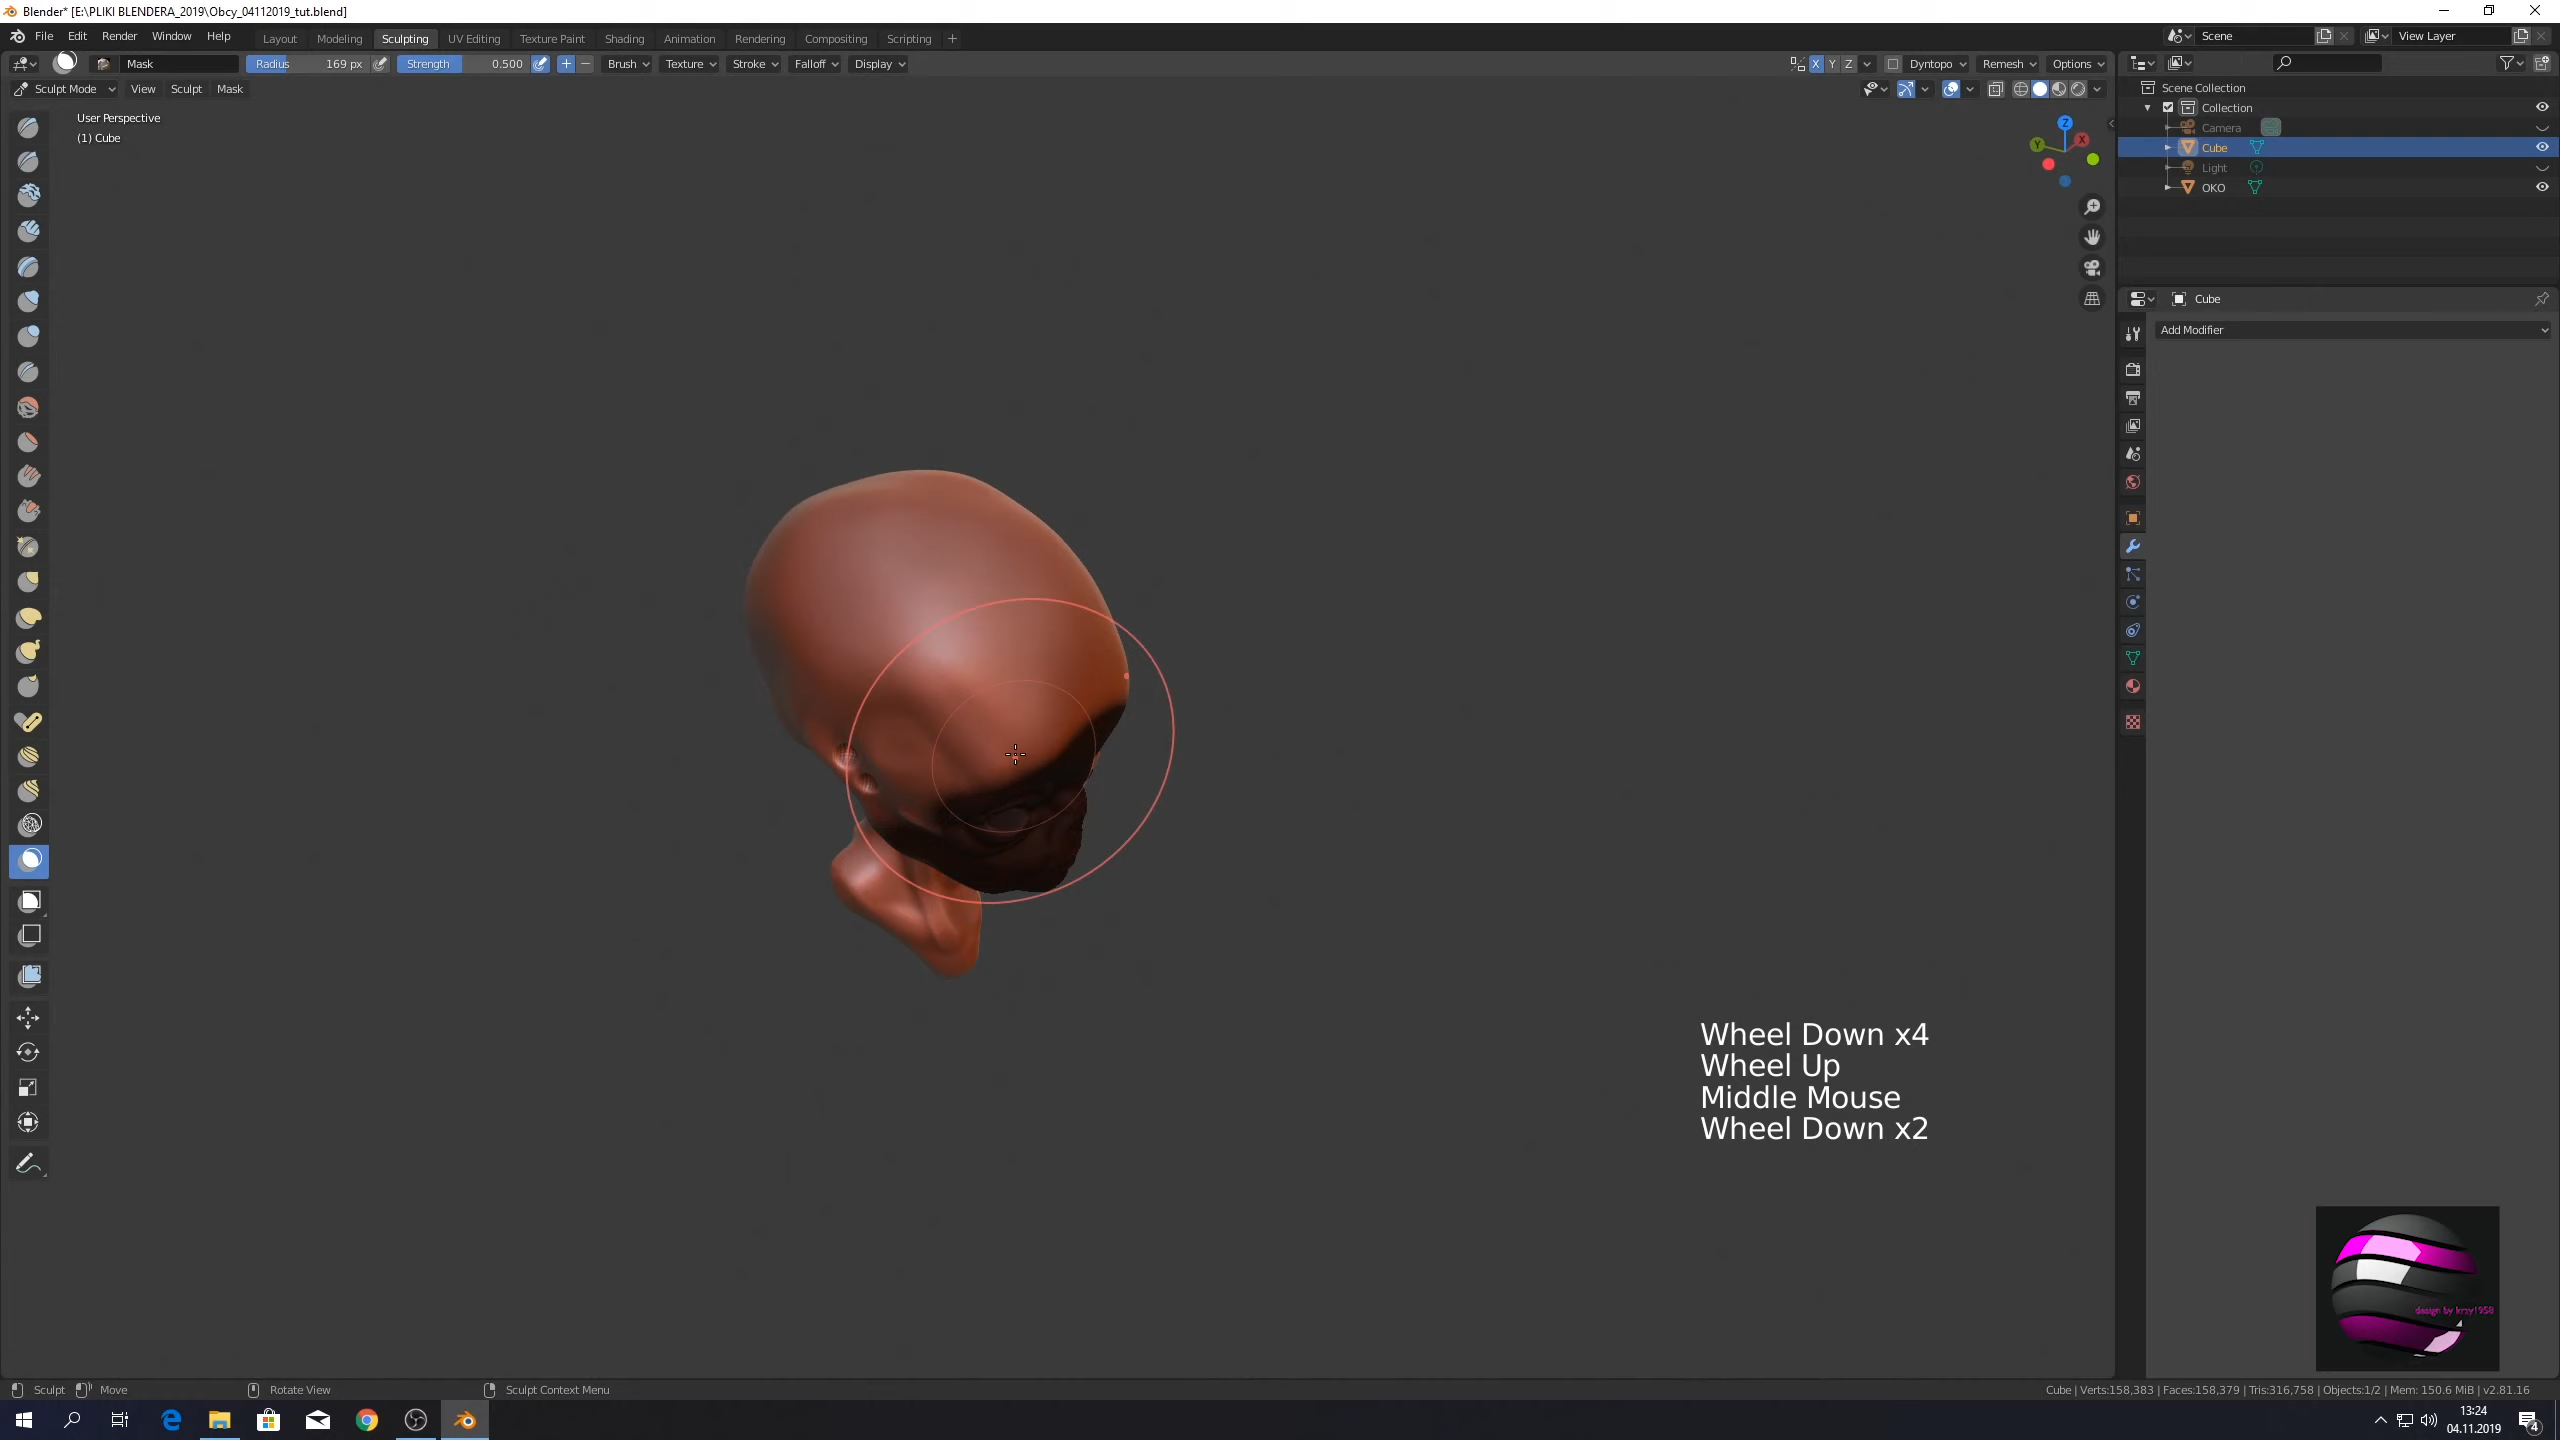 Blender* [E:\PLIKI BLENDERA_2019\Obcy_04112019_tut.blend]
File Edit Render Window Help Layout Modeling Sculpting UV Editing Texture Paint Shading Animation Rendering Compositing Scripting + Scene View Layer
Mask Radius 169 px Strength 0.500 + − Brush Texture Stroke Falloff Display X Y Z Dyntopo Remesh Options
Sculpt Mode View Sculpt Mask
User Perspective
(1) Cube
Z
X
Y
Scene Collection
Collection
Camera
Cube
Light
OKO
Cube
Add Modifier
Wheel Down x4
Wheel Up
Middle Mouse
Wheel Down x2
design by krzy1958
Sculpt Move Rotate View Sculpt Context Menu Cube | Verts:158,383 | Faces:158,379 | Tris:316,758 | Objects:1/2 | Mem: 150.6 MiB | v2.81.16
13:24
04.11.2019
4